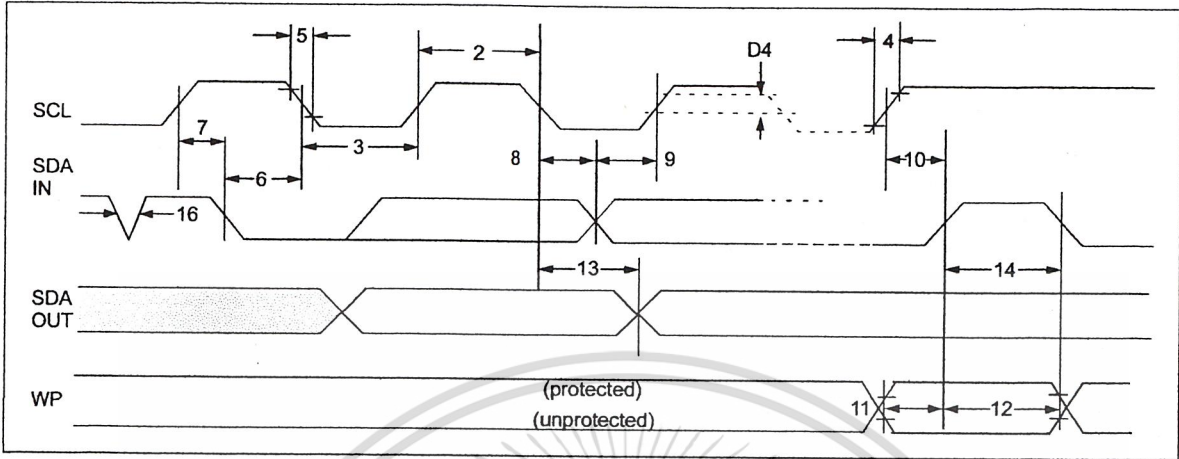 5
2
D4
4
SCL
7
3
8
9
10
SDA
IN
6
16
13
14
SDA
OUT
(protected)
WP
11
12
(unprotected)